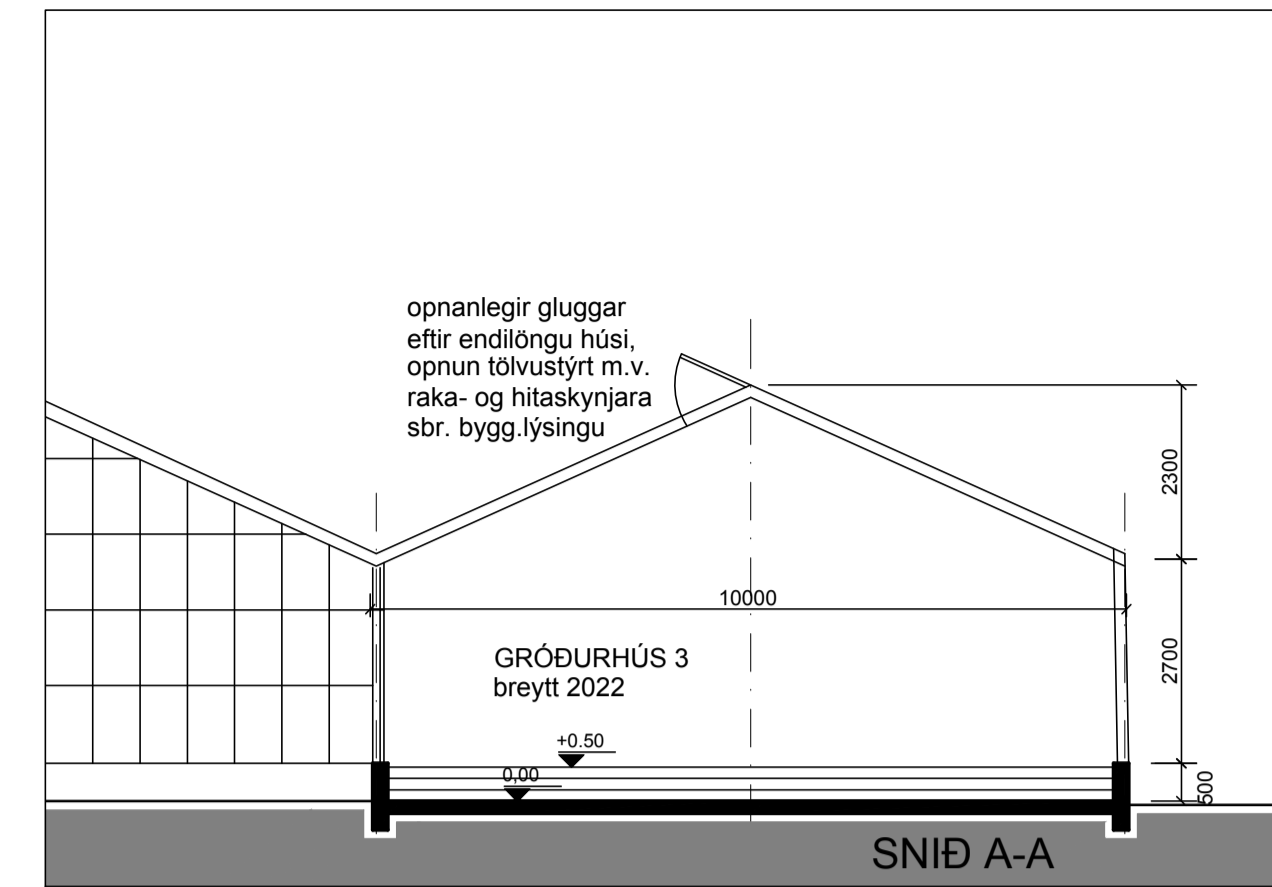 opnanlegir gluggar
eftir endilöngu húsi,
opnun tölvustýrt m.v.
raka- og hitaskynjara
sbr. bygg.lýsingu
2300
10000
2700
GRÓÐURHÚS 3
breytt 2022
+0.50
0,00
500
SNIÐ A-A